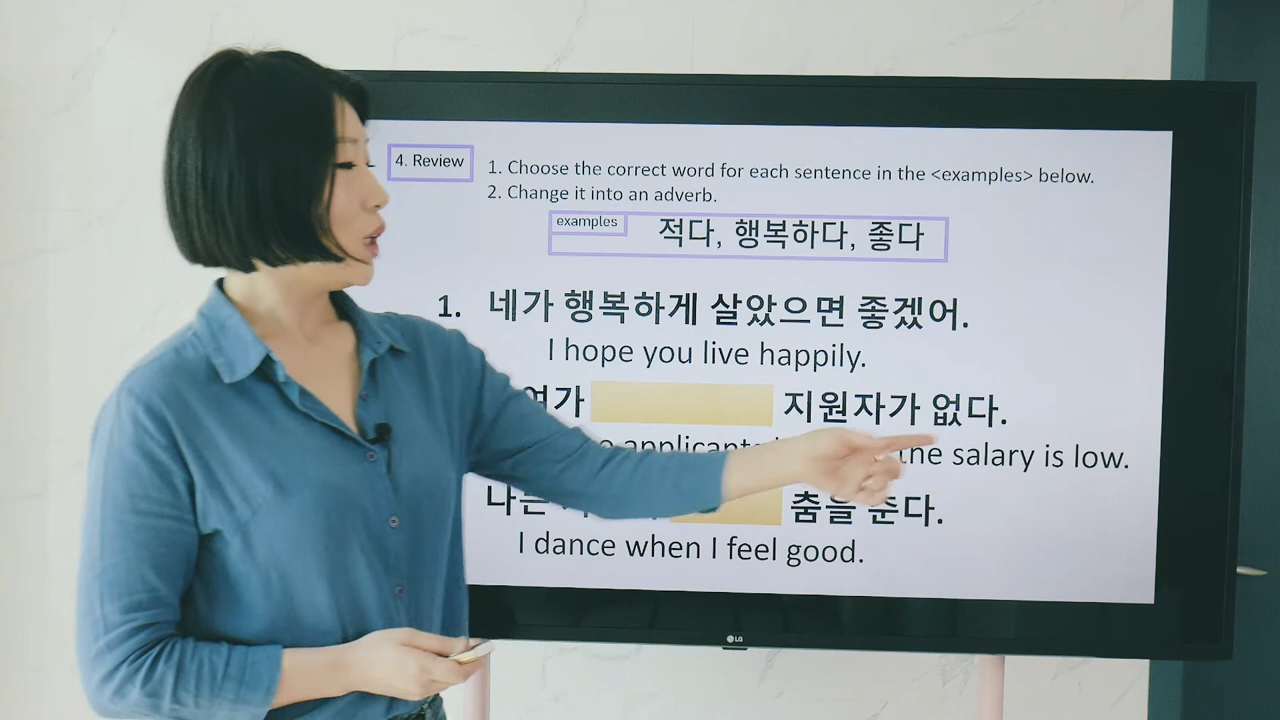 4. Review
1. Choose the correct word for each sentence in the <examples> below.
2. Change it into an adverb.
examples
적다, 행복하다, 좋다
1. 네가 행복하게 살았으면 좋겠어.
I hope you live happily.
지원자가 없다.
applicants the salary is low.
나는 춤을 춘다.
I dance when I feel good.
LG